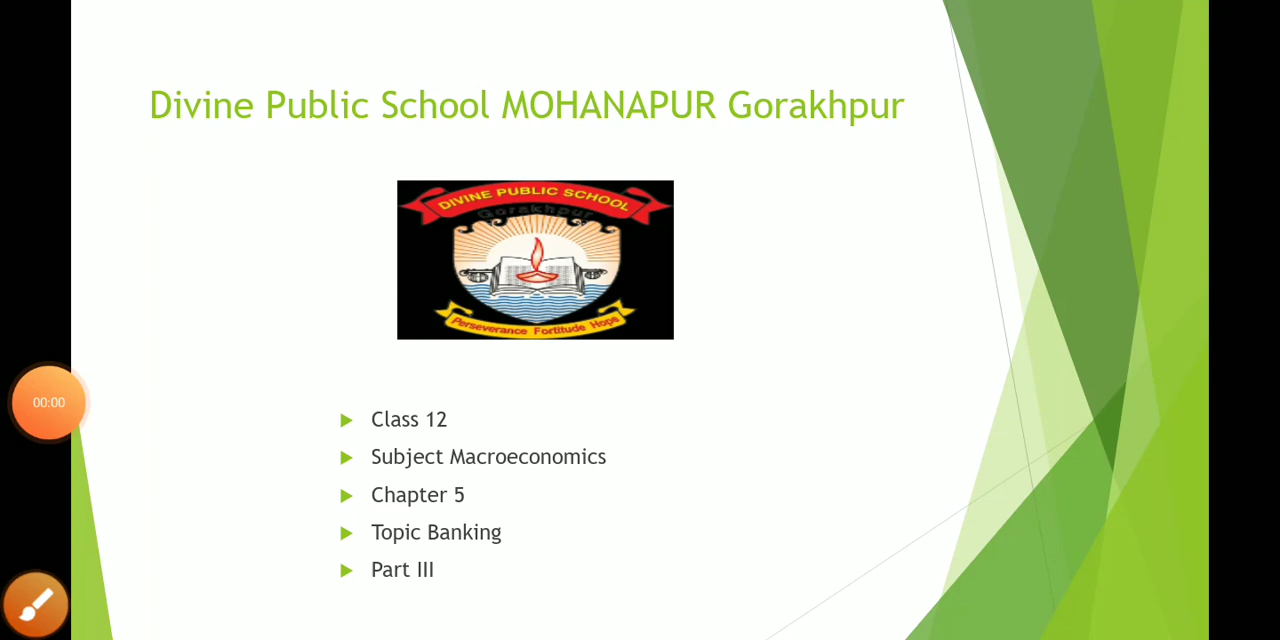 Divine Public School MOHANAPUR Gorakhpur
DIVINE PUBLIC SCHOOL
Gorakhpur
Perseverance Fortitude Hope
00:00
Class 12
Subject Macroeconomics
Chapter 5
Topic Banking
Part III